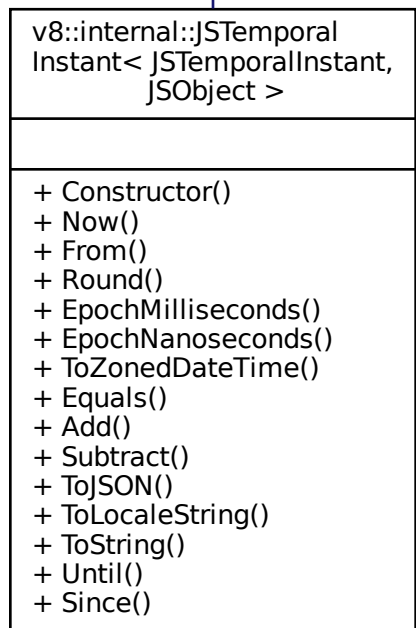 v8::internal::JSTemporal
Instant< JSTemporalInstant,
JSObject >
+ Constructor()
+ Now()
+ From()
+ Round()
+ EpochMilliseconds()
+ EpochNanoseconds()
+ ToZonedDateTime()
+ Equals()
+ Add()
+ Subtract()
+ ToJSON()
+ ToLocaleString()
+ ToString()
+ Until()
+ Since()